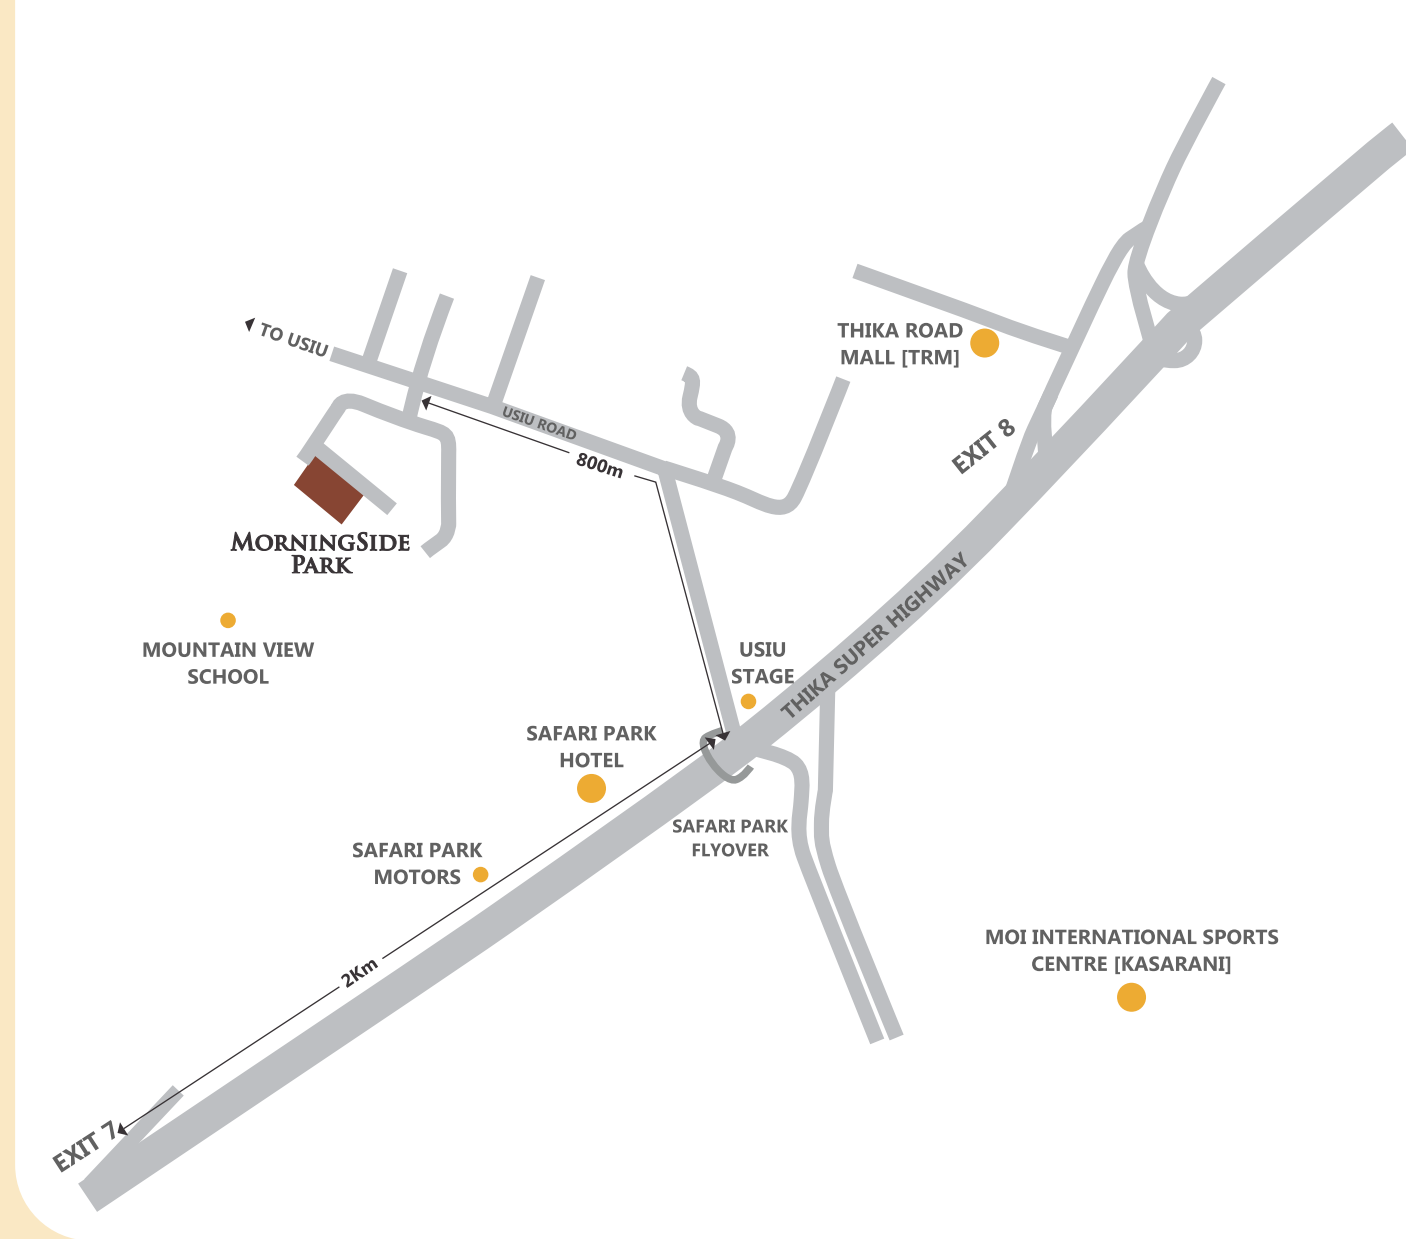 TO USIU
THIKA ROAD
MALL [TRM]
USIU ROAD
800m
EXIT 8
MORNINGSIDE
PARK
MOUNTAIN VIEW
SCHOOL
USIU
STAGE
THIKA SUPER HIGHWAY
SAFARI PARK
HOTEL
SAFARI PARK
FLYOVER
SAFARI PARK
MOTORS
MOI INTERNATIONAL SPORTS
CENTRE [KASARANI]
2Km
EXIT 7